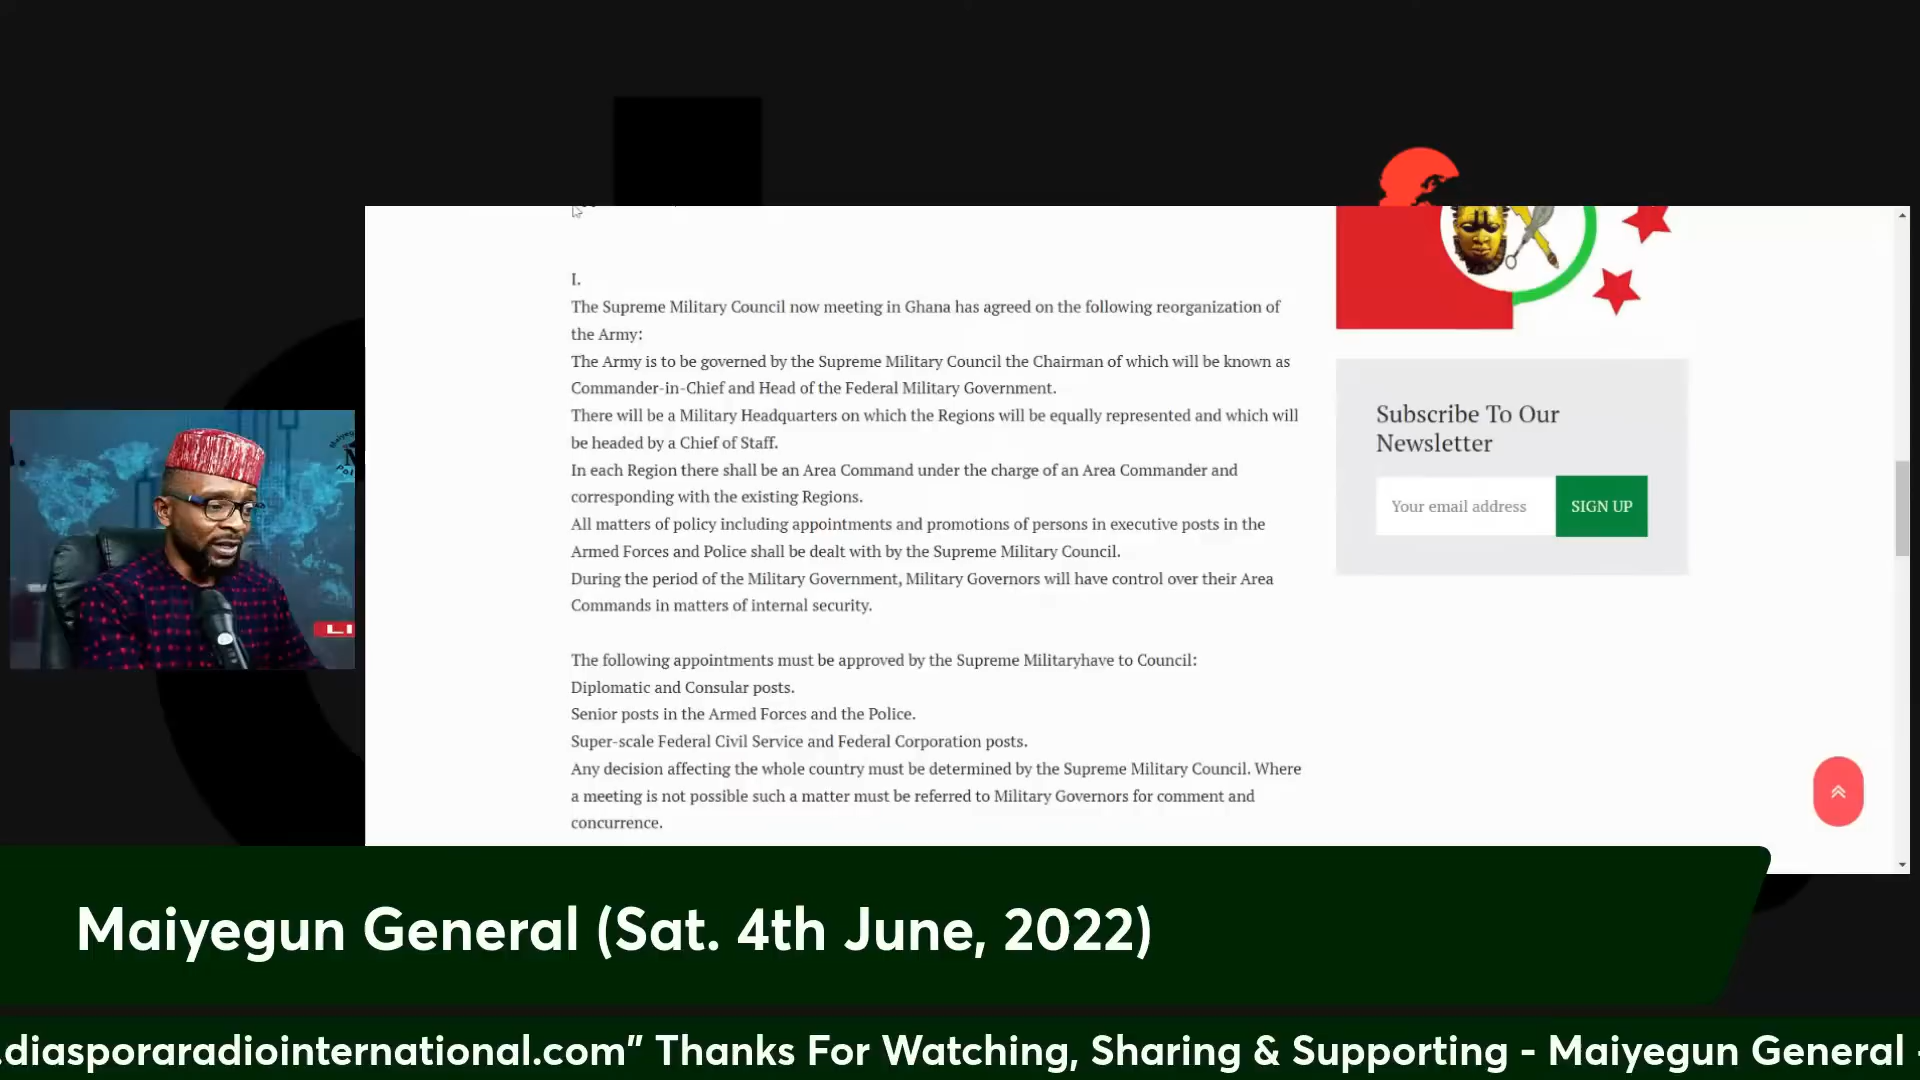 I.
The Supreme Military Council now meeting in Ghana has agreed on the following reorganization of
the Army:
The Army is to be governed by the Supreme Military Council the Chairman of which will be known as
Commander-in-Chief and Head of the Federal Military Government.
There will be a Military Headquarters on which the Regions will be equally represented and which will
be headed by a Chief of Staff.
In each Region there shall be an Area Command under the charge of an Area Commander and
corresponding with the existing Regions.
All matters of policy including appointments and promotions of persons in executive posts in the
Armed Forces and Police shall be dealt with by the Supreme Military Council.
During the period of the Military Government, Military Governors will have control over their Area
Commands in matters of internal security.
The following appointments must be approved by the Supreme Militaryhave to Council:
Diplomatic and Consular posts.
Senior posts in the Armed Forces and the Police.
Super-scale Federal Civil Service and Federal Corporation posts.
Any decision affecting the whole country must be determined by the Supreme Military Council. Where
a meeting is not possible such a matter must be referred to Military Governors for comment and
concurrence.
Subscribe To Our
Newsletter
Your email address
SIGN UP
LI
Maiyegun General (Sat. 4th June, 2022)
.diasporaradiointernational.com” Thanks For Watching, Sharing & Supporting - Maiyegun General -